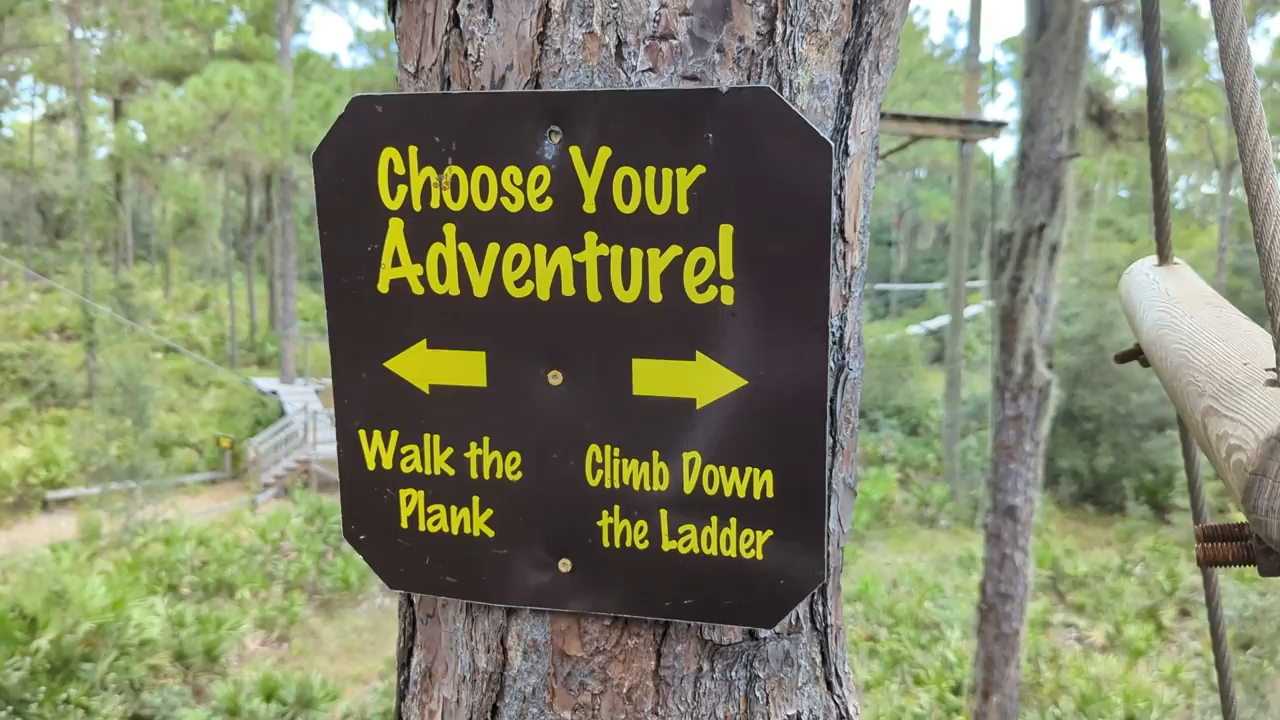 Choose Your
Adventure!
Walk the
Plank
Climb Down
the Ladder